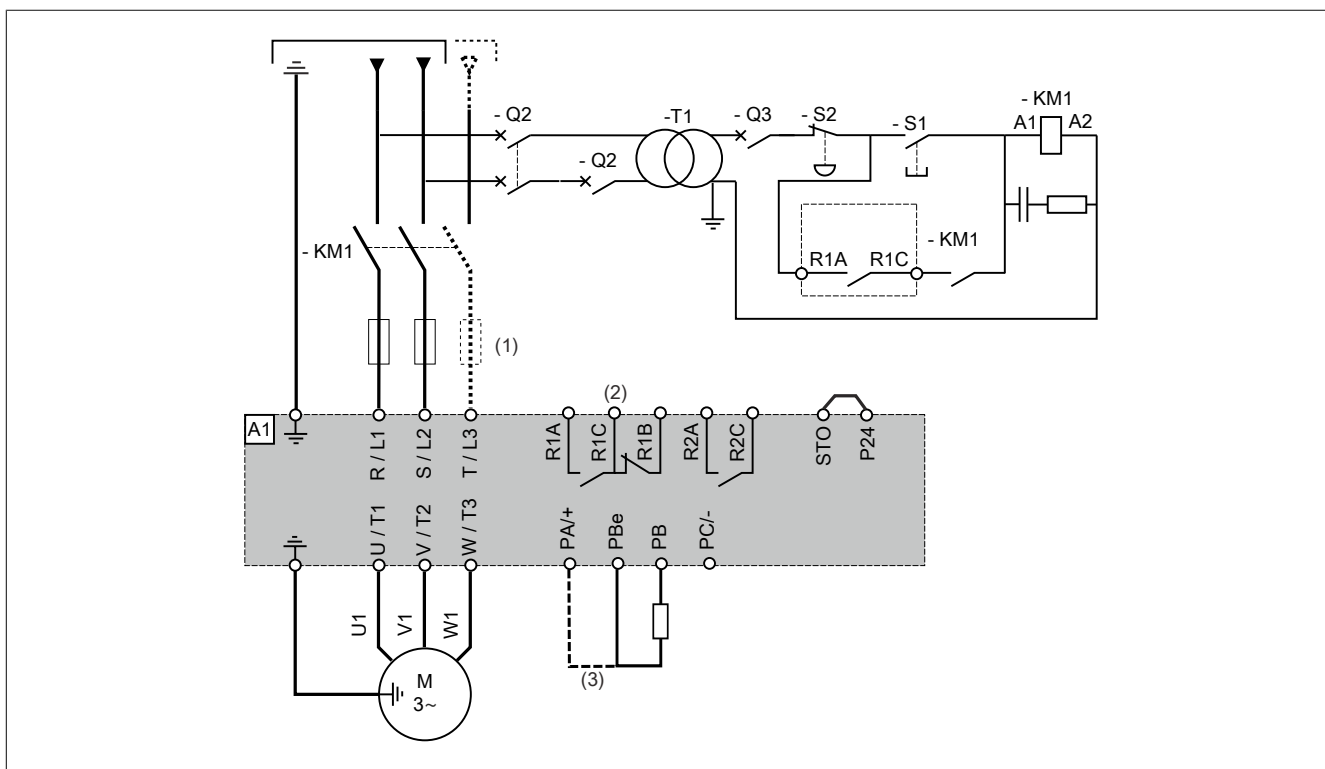 - Q2
-T1
- Q3
- S2
- S1
- KM1
A1
A2
- Q2
- KM1
R1A
R1C
- KM1
(1)
(2)
A1
R / L1
S / L2
T / L3
R1A
R1C
R1B
R2A
R2C
STO
P24
U / T1
V / T2
W / T3
PA/+
PBe
PB
PC/-
U1
V1
W1
(3)
M
3~